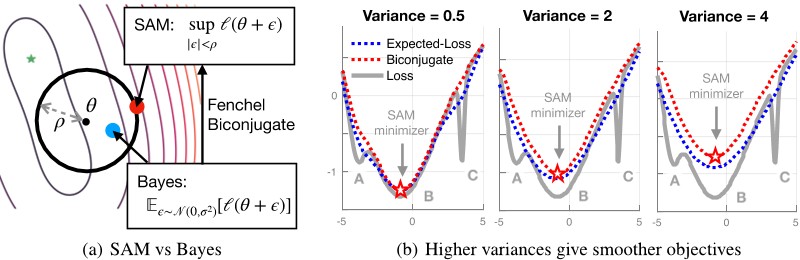 SAM: sup ℓ(θ + ϵ)
|ϵ|<ρ
θ
ρ
Fenchel
Biconjugate
Bayes:
𝔼ϵ∼𝒩(0,σ²)[ℓ(θ + ϵ)]
(a) SAM vs Bayes
Variance = 0.5
Variance = 2
Variance = 4
Expected-Loss
Biconjugate
Loss
SAM
minimizer
A
B
C
0
-1
-5
0
5
SAM
minimizer
A
B
C
-5
0
5
SAM
minimizer
A
B
C
-5
0
5
(b) Higher variances give smoother objectives